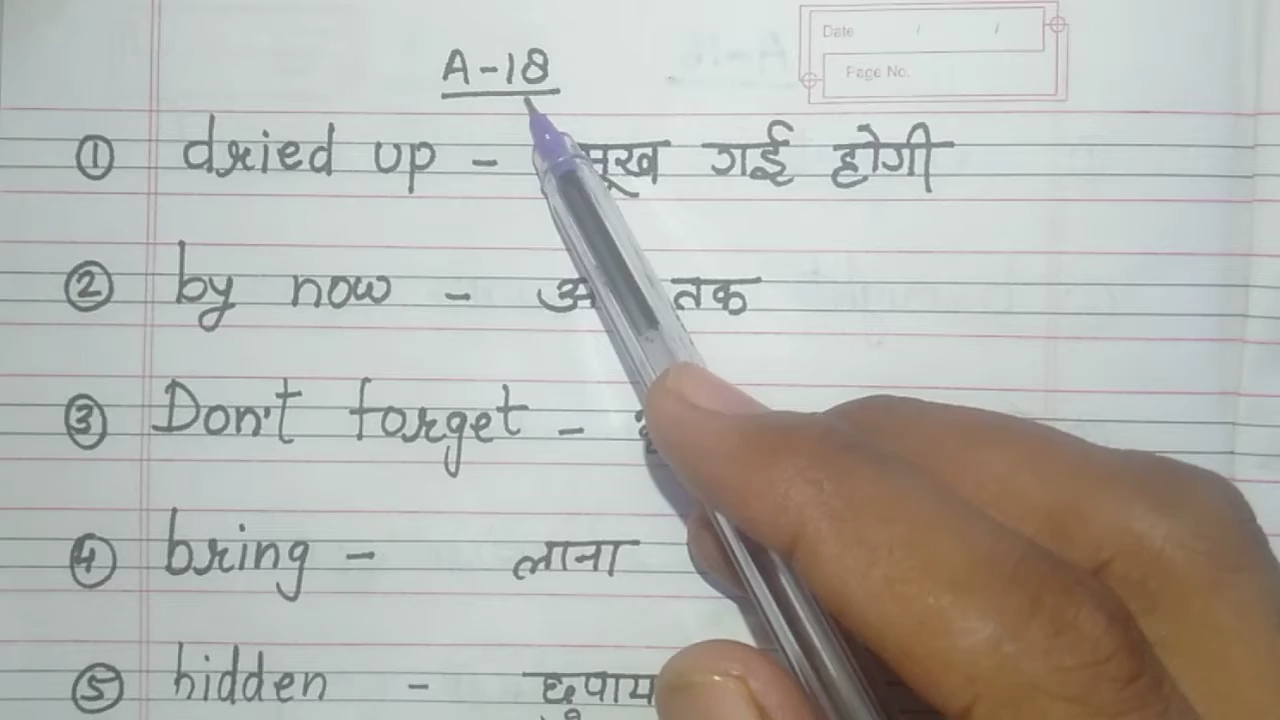 Date / /
Page No.
A-18
① dried up - सूख गई होगी
② by now - तक
③ Don't forget -
④ bring - लाना
⑤ hidden -